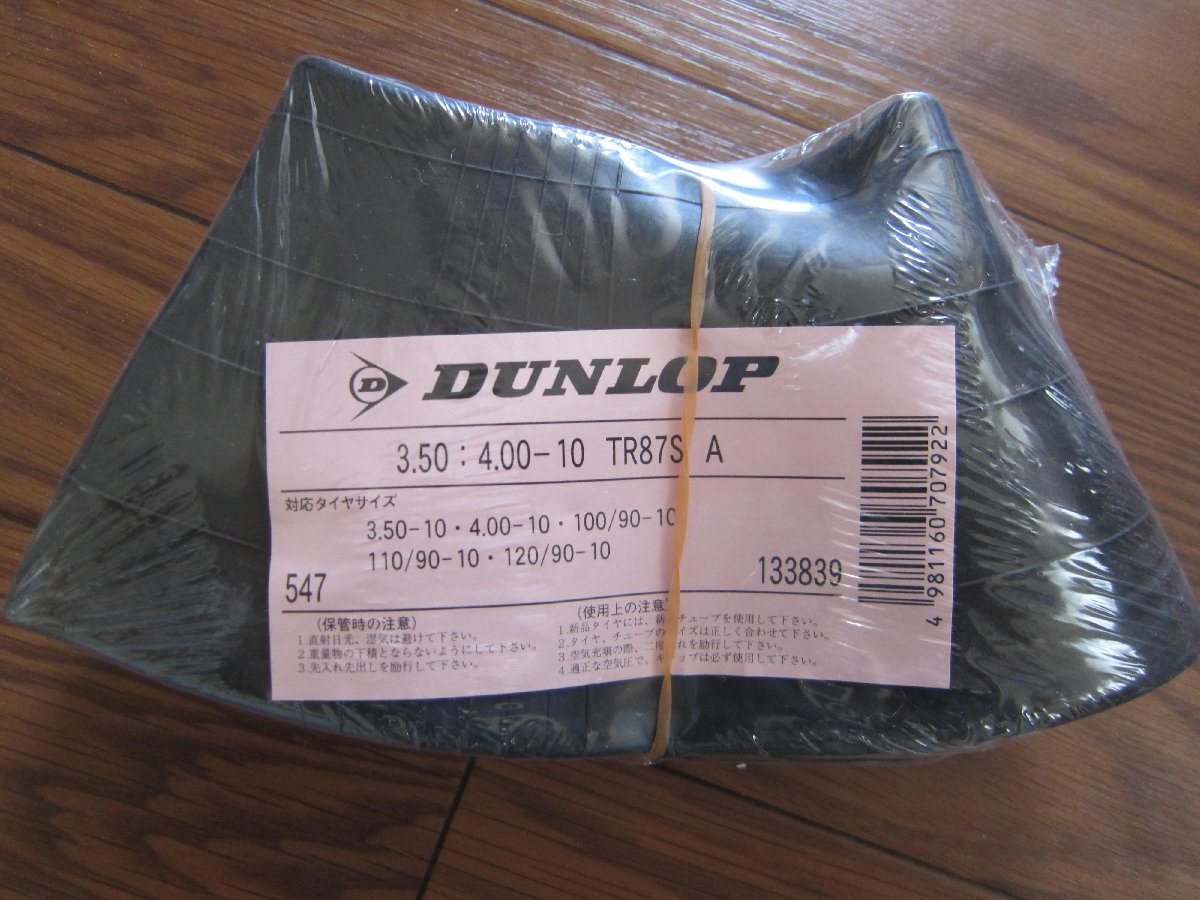 D DUNLOP
3.50:4.00-10 TR87S A
対応タイヤサイズ
3.50-10・4.00-10・100/90-10
110/90-10・120/90-10
547
133839
4 981160 707922
(保管時の注意)
1.直射日光、湿気は避けて下さい。
2.重量物の下積とならないようにして下さい。
3.先入れ先出しを励行して下さい。
(使用上の注意)
1.新品タイヤには、新 チューブを使用して下さい。
2.タイヤ、チューブの イズは正しく合わせて下さい。
3.空気充塡の際、二度 れを励行して下さい。
4.適正な空気圧で、キャップは必ず使用して下さい。